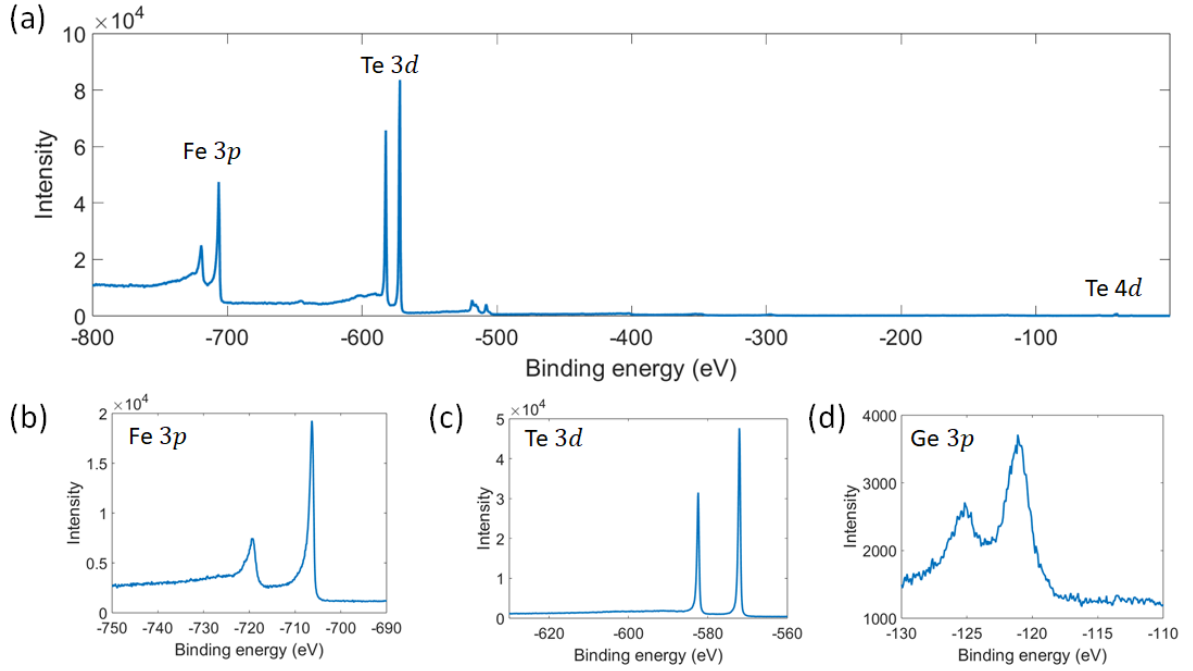 (a)
× 10⁴
10
8
6
4
2
0
Intensity
Fe 3p
Te 3d
Te 4d
-800 -700 -600 -500 -400 -300 -200 -100
Binding energy (eV)
(b)
× 10⁴
2
1.5
1
0.5
0
Intensity
Fe 3p
-750 -740 -730 -720 -710 -700 -690
Binding energy (eV)
(c)
× 10⁴
5
4
3
2
1
0
Intensity
Te 3d
-620 -600 -580 -560
Binding energy (eV)
(d)
4000
3000
2000
1000
Intensity
Ge 3p
-130 -125 -120 -115 -110
Binding energy (eV)